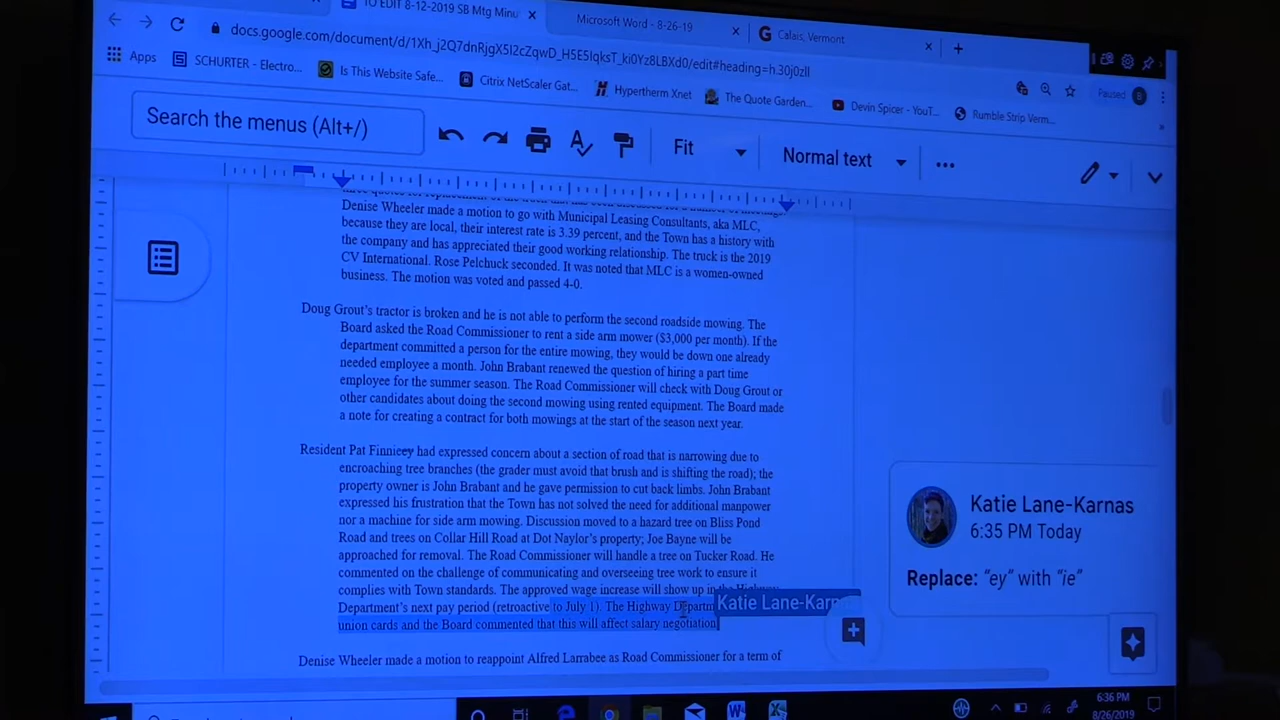 TO EDIT 8-12-2019 SB Mtg Minu
Microsoft Word - 8-26-19
Calais, Vermont
docs.google.com/document/d/1Xh_j2Q7dnRjgX5I2cZqwD_H5E5IqksT_ki0Yz8LBXd0/edit#heading=h.30j0zll
Apps
SCHURTER - Electro...
Is This Website Safe...
Citrix NetScaler Gat...
Hypertherm Xnet
The Quote Garden...
Devin Spicer - YouT...
Rumble Strip Verm...
Paused
Search the menus (Alt+/)
Fit
Normal text
Denise Wheeler made a motion to go with Municipal Leasing Consultants, aka MLC,
because they are local, their interest rate is 3.39 percent, and the Town has a history with
the company and has appreciated their good working relationship. The truck is the 2019
CV International. Rose Pelchuck seconded. It was noted that MLC is a women-owned
business. The motion was voted and passed 4-0.
Doug Grout's tractor is broken and he is not able to perform the second roadside mowing. The
Board asked the Road Commissioner to rent a side arm mower ($3,000 per month). If the
department committed a person for the entire mowing, they would be down one already
needed employee a month. John Brabant renewed the question of hiring a part time
employee for the summer season. The Road Commissioner will check with Doug Grout or
other candidates about doing the second mowing using rented equipment. The Board made
a note for creating a contract for both mowings at the start of the season next year.
Resident Pat Finnicey had expressed concern about a section of road that is narrowing due to
encroaching tree branches (the grader must avoid that brush and is shifting the road); the
property owner is John Brabant and he gave permission to cut back limbs. John Brabant
expressed his frustration that the Town has not solved the need for additional manpower
nor a machine for side arm mowing. Discussion moved to a hazard tree on Bliss Pond
Road and trees on Collar Hill Road at Dot Naylor's property; Joe Bayne will be
approached for removal. The Road Commissioner will handle a tree on Tucker Road. He
commented on the challenge of communicating and overseeing tree work to ensure it
complies with Town standards. The approved wage increase will show up in the Highway
Department's next pay period (retroactive to July 1). The Highway Departm
union cards and the Board commented that this will affect salary negotiation.
Denise Wheeler made a motion to reappoint Alfred Larrabee as Road Commissioner for a term of
Katie Lane-Karn
Katie Lane-Karnas
6:35 PM Today
Replace: "ey" with "ie"
6:36 PM
8/26/2019